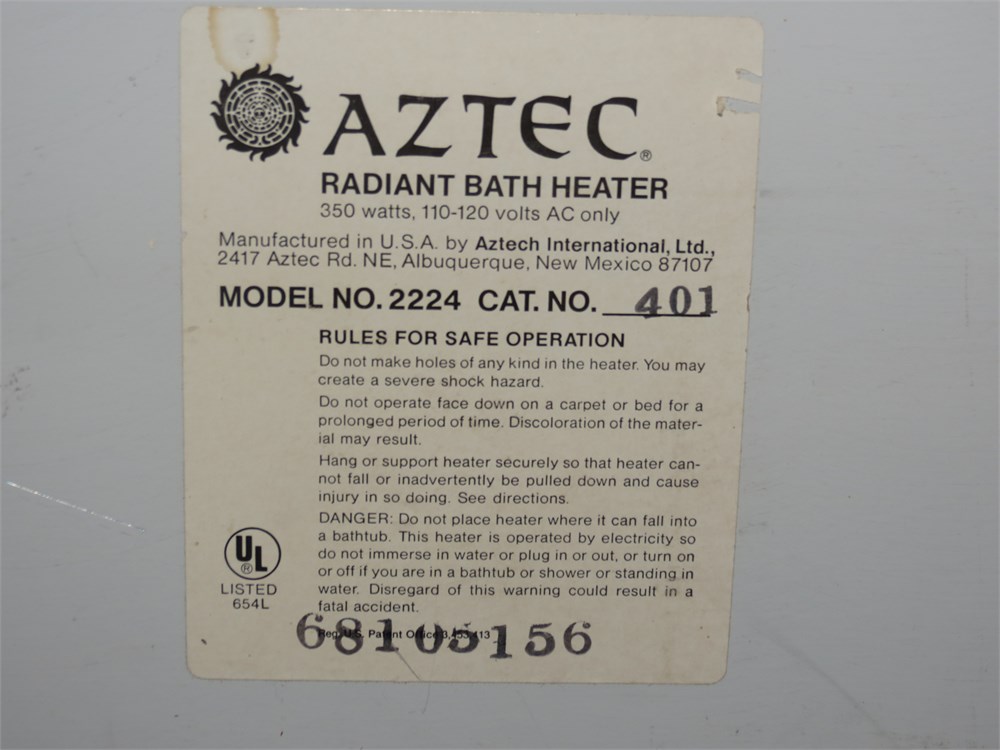 AZTEC®
RADIANT BATH HEATER
350 watts, 110-120 volts AC only
Manufactured in U.S.A. by Aztech International, Ltd.,
2417 Aztec Rd. NE, Albuquerque, New Mexico 87107
MODEL NO. 2224 CAT. NO. 401
RULES FOR SAFE OPERATION
Do not make holes of any kind in the heater. You may
create a severe shock hazard.
Do not operate face down on a carpet or bed for a
prolonged period of time. Discoloration of the mater-
ial may result.
Hang or support heater securely so that heater can-
not fall or inadvertently be pulled down and cause
injury in so doing. See directions.
DANGER: Do not place heater where it can fall into
a bathtub. This heater is operated by electricity so
do not immerse in water or plug in or out, or turn on
or off if you are in a bathtub or shower or standing in
water. Disregard of this warning could result in a
fatal accident.
UL®
LISTED
654L
Reg. U.S. Patent Office
68105156